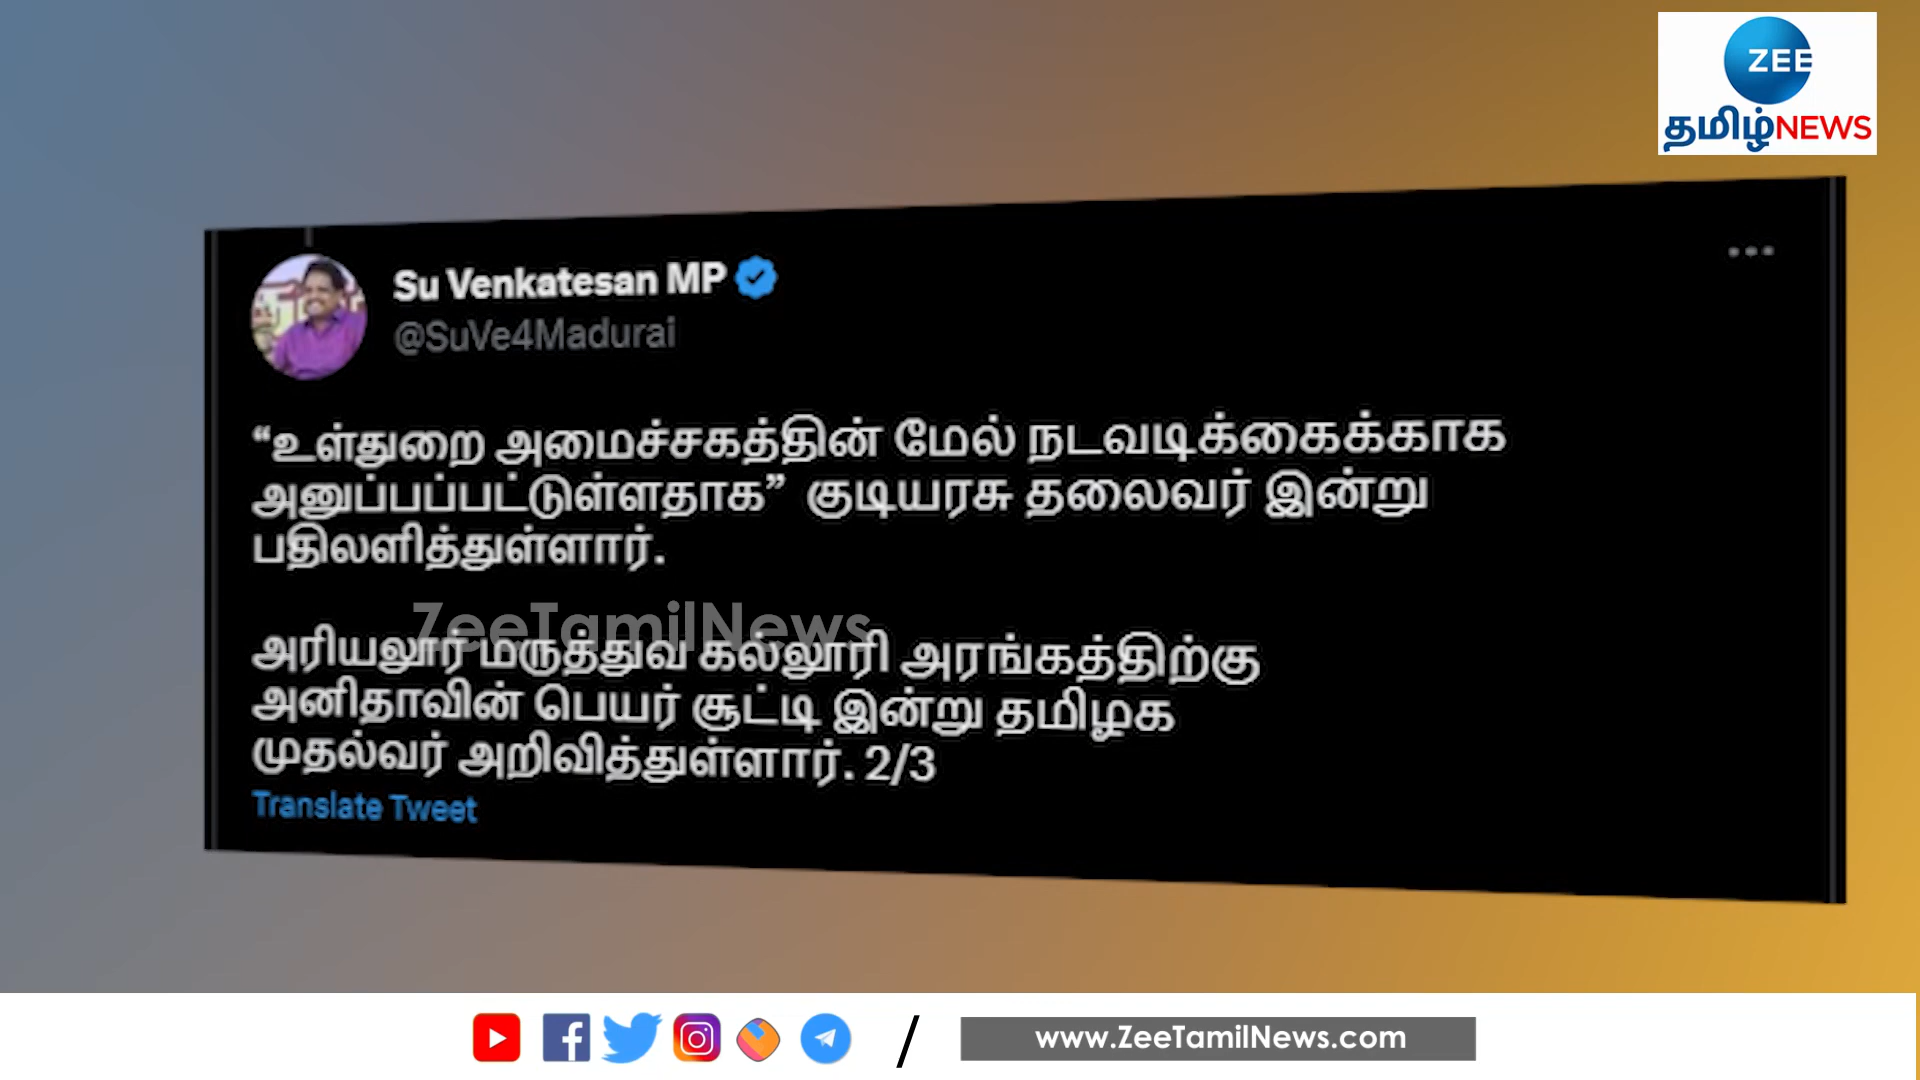 ZEE
தமிழ்NEWS
Su Venkatesan MP
@SuVe4Madurai
“உள்துறை அமைச்சகத்தின் மேல் நடவடிக்கைக்காக
அனுப்பப்பட்டுள்ளதாக” குடியரசு தலைவர் இன்று
பதிலளித்துள்ளார்.
ZeeTamilNews
அரியலூர் மருத்துவ கல்லூரி அரங்கத்திற்கு
அனிதாவின் பெயர் சூட்டி இன்று தமிழக
முதல்வர் அறிவித்துள்ளார். 2/3
Translate Tweet
/ www.ZeeTamilNews.com